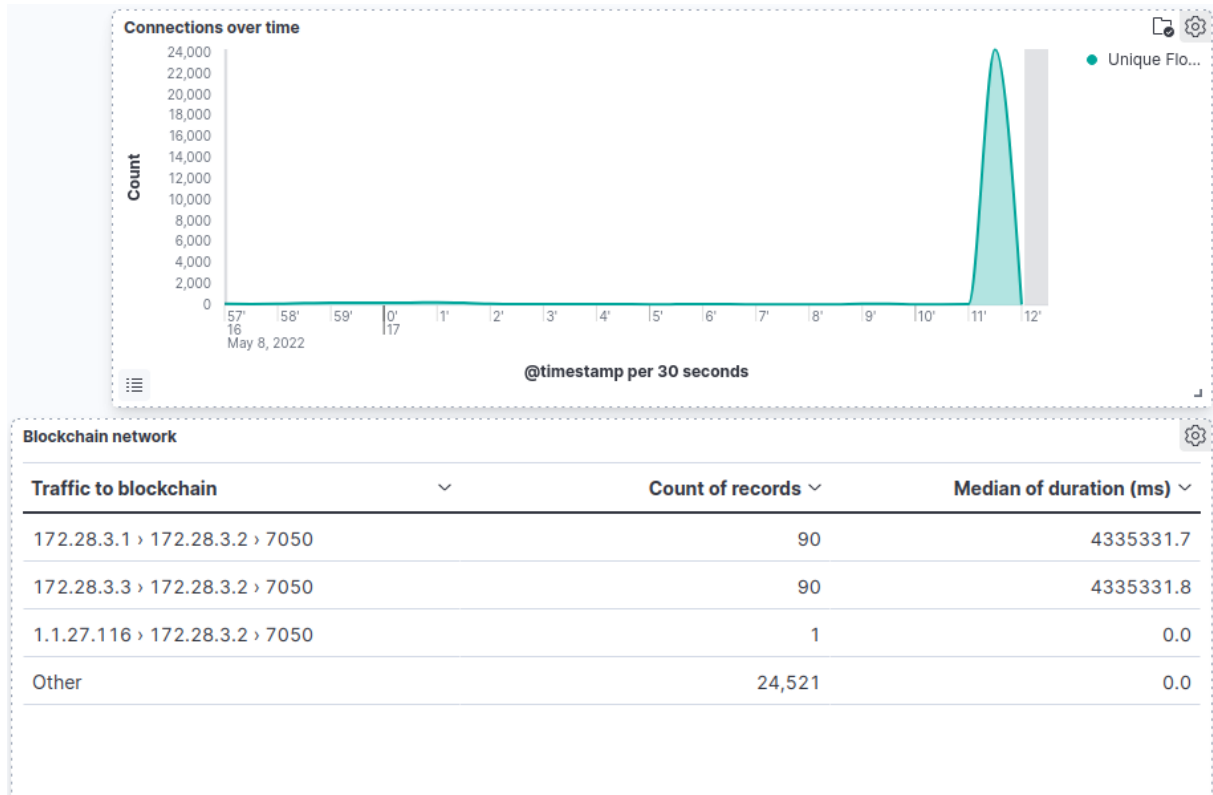 Connections over time
24,000
22,000
20,000
18,000
16,000
14,000
12,000
10,000
8,000
6,000
4,000
2,000
0
Count
Unique Flo...
57' 58' 59' 0' 1' 2' 3' 4' 5' 6' 7' 8' 9' 10' 11' 12'
16 17
May 8, 2022
@timestamp per 30 seconds
Blockchain network
Traffic to blockchain Count of records Median of duration (ms)
172.28.3.1 › 172.28.3.2 › 7050 90 4335331.7
172.28.3.3 › 172.28.3.2 › 7050 90 4335331.8
1.1.27.116 › 172.28.3.2 › 7050 1 0.0
Other 24,521 0.0